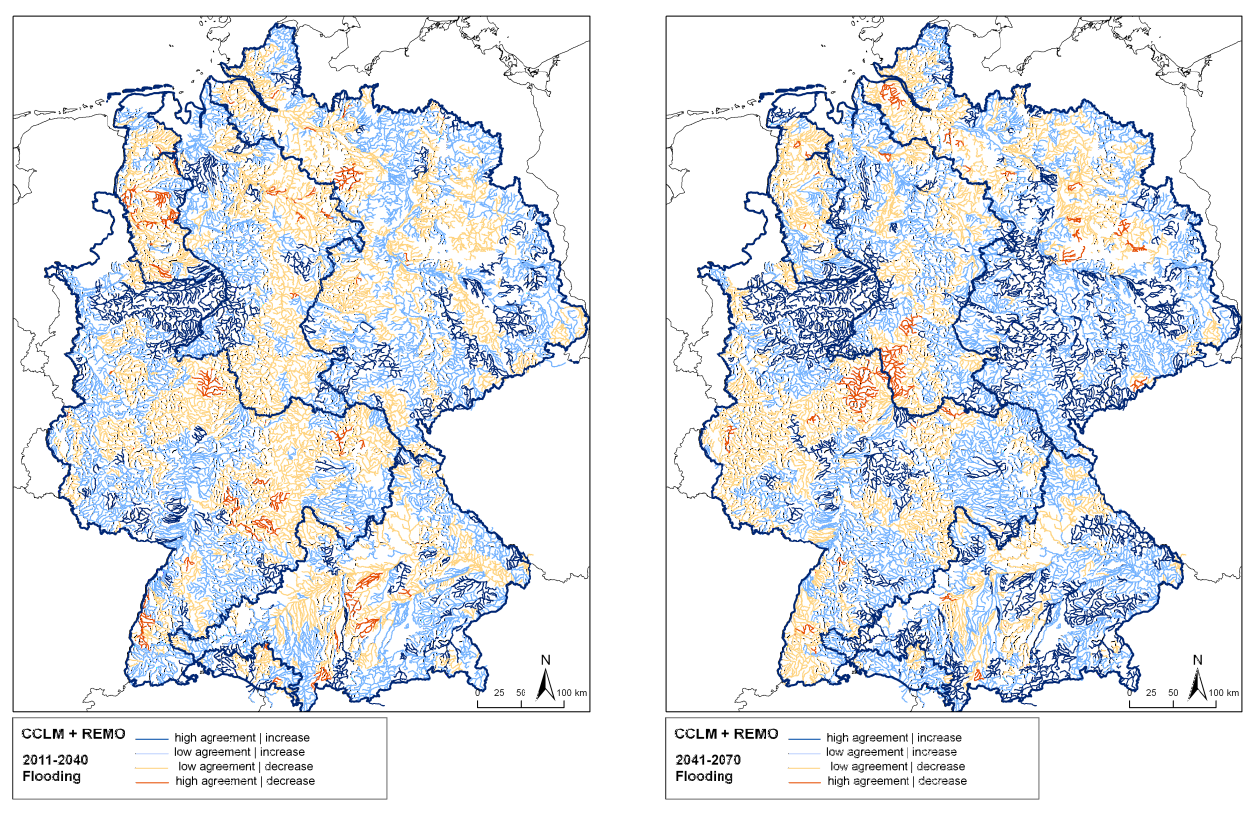 N
0 25 50 100 km
CCLM + REMO
2011-2040
Flooding
high agreement | increase
low agreement | increase
low agreement | decrease
high agreement | decrease
N
0 25 50 100 km
CCLM + REMO
2041-2070
Flooding
high agreement | increase
low agreement | increase
low agreement | decrease
high agreement | decrease